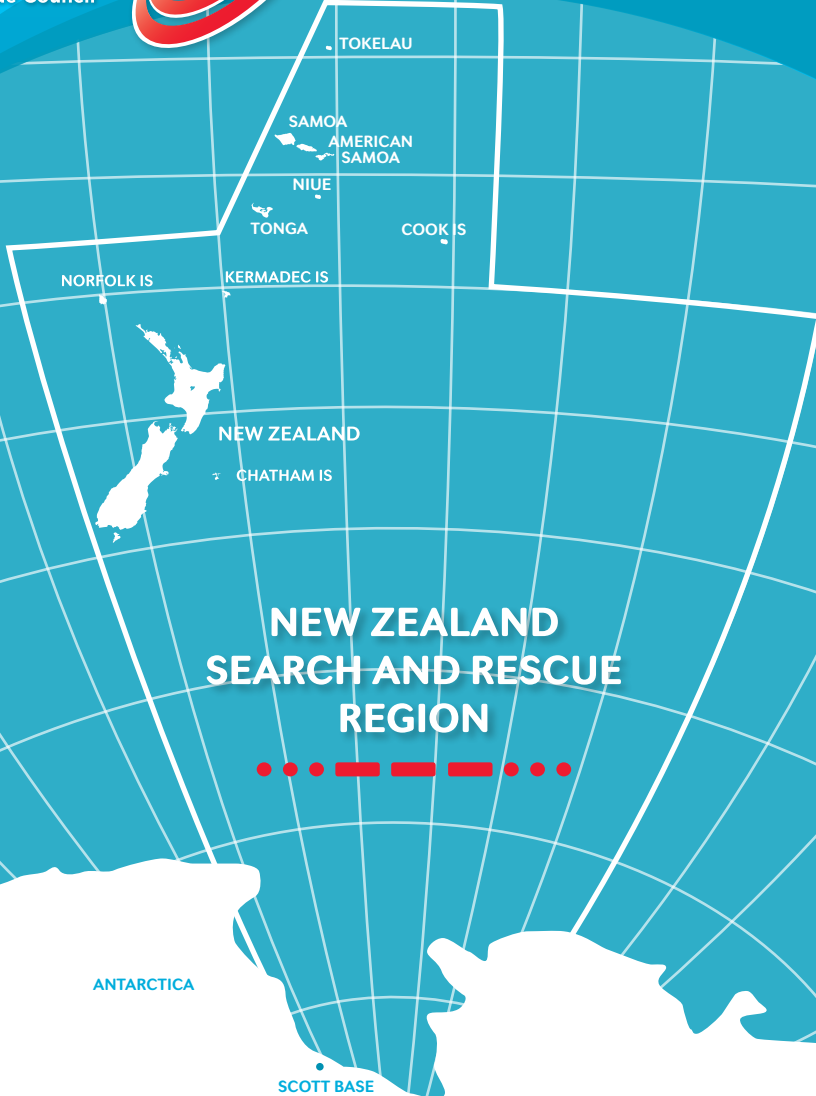 Council
TOKELAU
SAMOA
AMERICAN
SAMOA
NIUE
TONGA
COOK IS
NORFOLK IS
KERMADEC IS
NEW ZEALAND
CHATHAM IS
NEW ZEALAND
SEARCH AND RESCUE
REGION
ANTARCTICA
SCOTT BASE